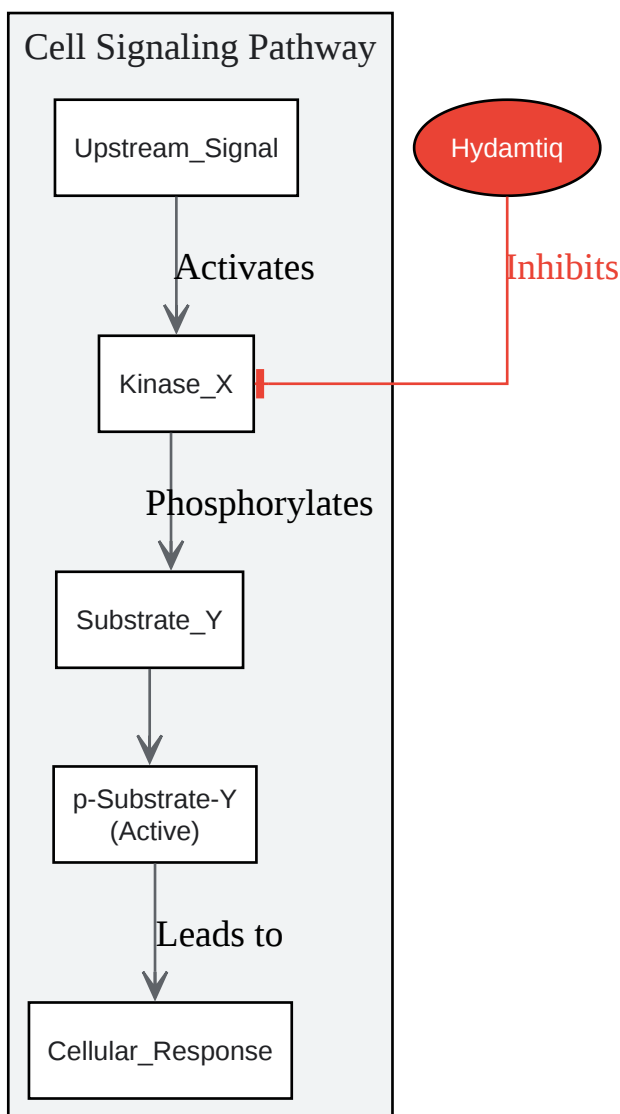 Cell Signaling Pathway
Upstream_Signal
Hydamtiq
Activates
Inhibits
Kinase_X
Phosphorylates
Substrate_Y
p-Substrate-Y
(Active)
Leads to
Cellular_Response